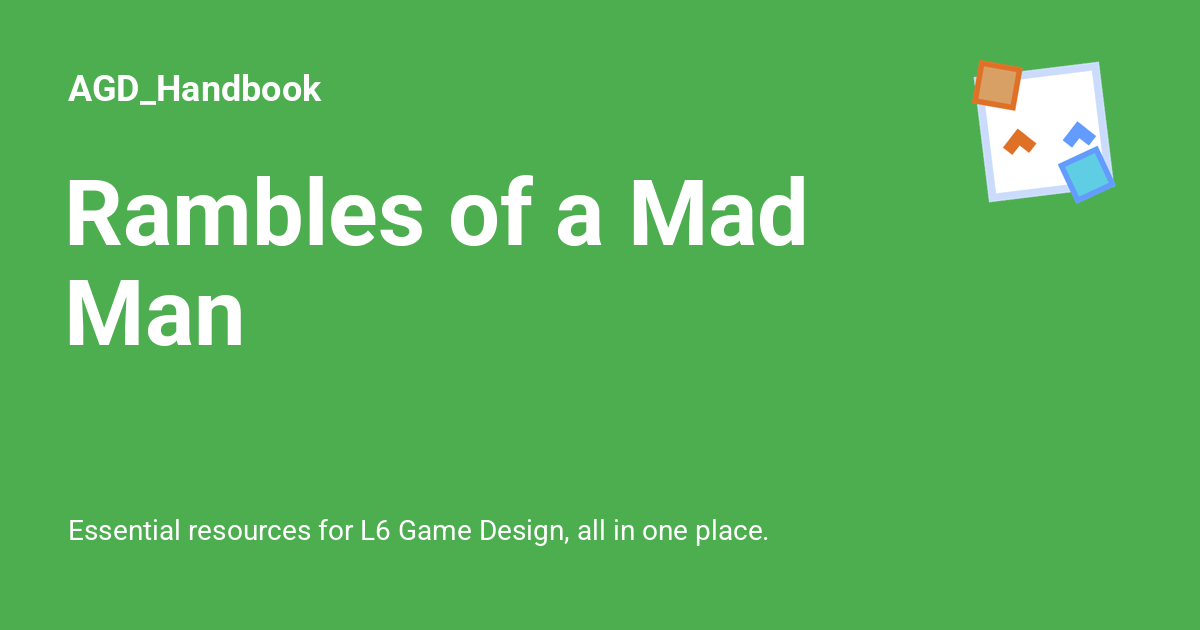 AGD_Handbook
Rambles of a Mad
Man
Essential resources for L6 Game Design, all in one place.